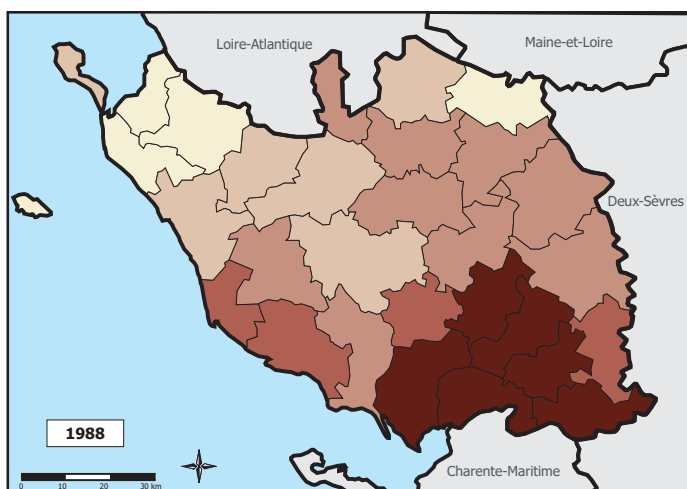 Loire-Atlantique
Maine-et-Loire
Deux-Sèvres
1988
0 10 20 30 km
Charente-Maritime